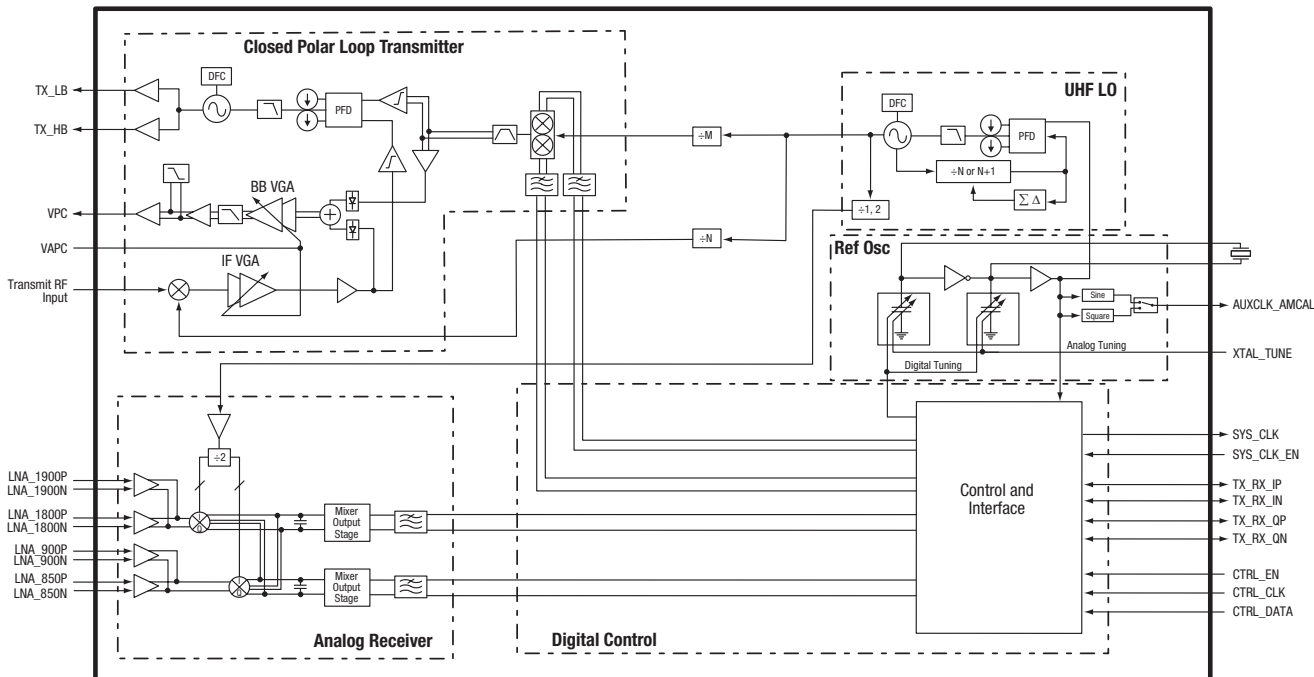 Closed Polar Loop Transmitter
DFC
TX_LB
TX_HB
PFD
BB VGA
VPC
VAPC
IF VGA
Transmit RF
Input
÷M
÷N
UHF LO
DFC
PFD
÷N or N+1
Σ Δ
÷1, 2
Ref Osc
Sine
Square
AUXCLK_AMCAL
Analog Tuning
XTAL_TUNE
Digital Tuning
÷2
LNA_1900P
LNA_1900N
LNA_1800P
LNA_1800N
LNA_900P
LNA_900N
LNA_850P
LNA_850N
Mixer
Output
Stage
Mixer
Output
Stage
Analog Receiver
Digital Control
Control and
Interface
SYS_CLK
SYS_CLK_EN
TX_RX_IP
TX_RX_IN
TX_RX_QP
TX_RX_QN
CTRL_EN
CTRL_CLK
CTRL_DATA